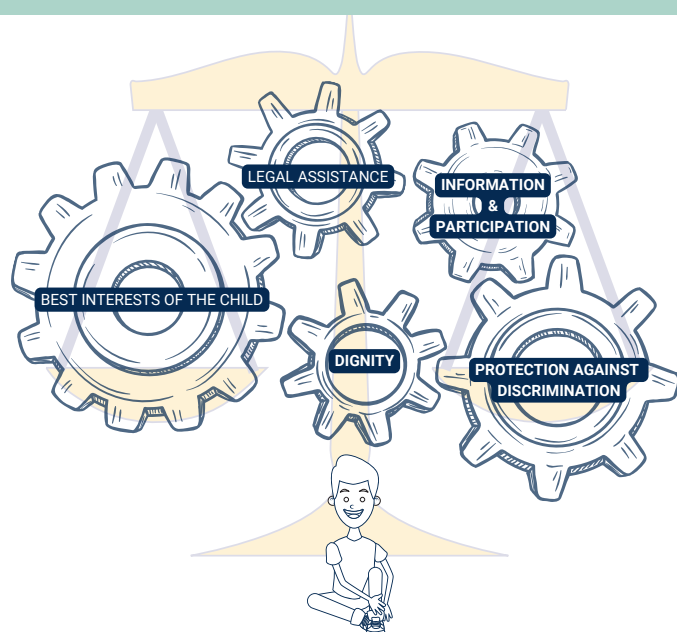 LEGAL ASSISTANCE
INFORMATION
&
PARTICIPATION
BEST INTERESTS OF THE CHILD
DIGNITY
PROTECTION AGAINST
DISCRIMINATION